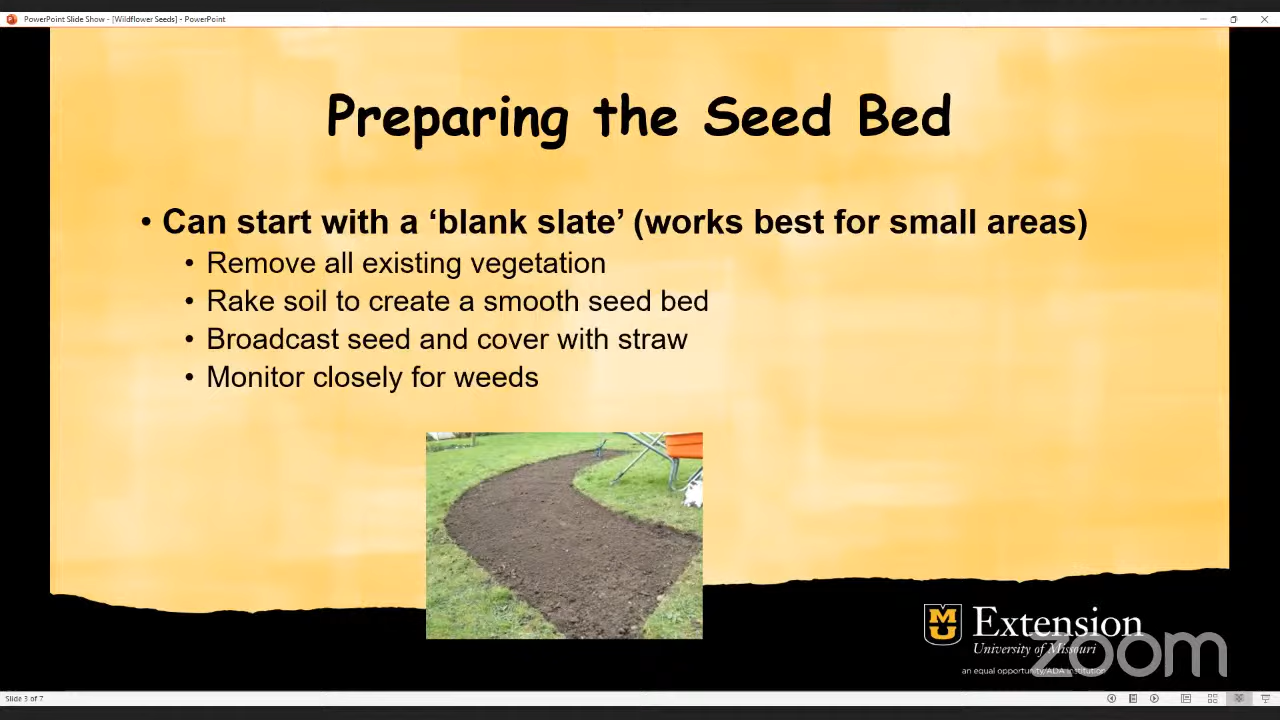 PowerPoint Slide Show - [Wildflower Seeds] - PowerPoint
Preparing the Seed Bed
• Can start with a ‘blank slate’ (works best for small areas)
• Remove all existing vegetation
• Rake soil to create a smooth seed bed
• Broadcast seed and cover with straw
• Monitor closely for weeds
MU Extension
University of Missouri
an equal opportunity/ADA institution
zoom
Slide 3 of 7